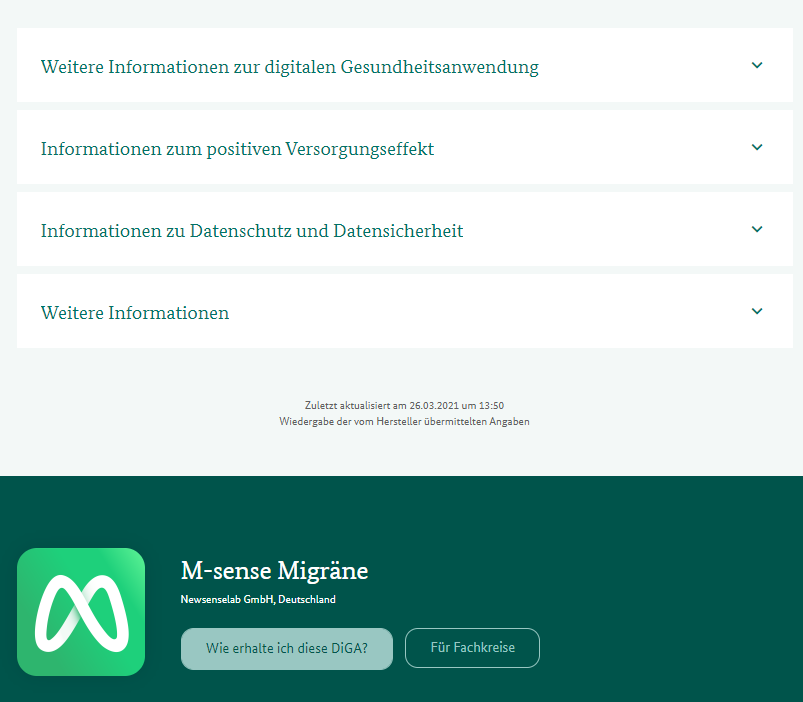 Weitere Informationen zur digitalen Gesundheitsanwendung
Informationen zum positiven Versorgungseffekt
Informationen zu Datenschutz und Datensicherheit
Weitere Informationen
Zuletzt aktualisiert am 26.03.2021 um 13:50
Wiedergabe der vom Hersteller übermittelten Angaben
M-sense Migräne
Newsenselab GmbH, Deutschland
Wie erhalte ich diese DiGA?
Für Fachkreise